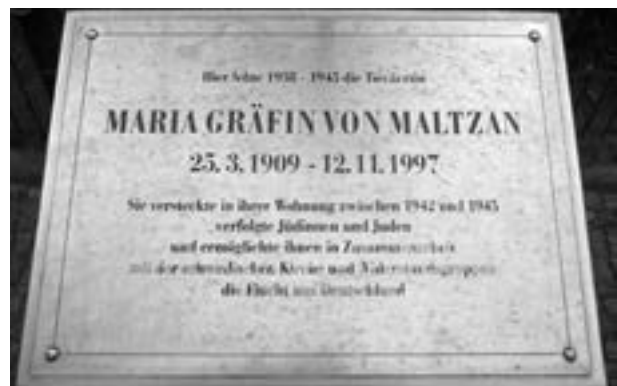 Hier lebte 1938 - 1945 die Tierärztin
MARIA GRÄFIN VON MALTZAN
25. 3. 1909 - 12. 11. 1997
Sie versteckte in ihrer Wohnung zwischen 1942 und 1945
verfolgte Jüdinnen und Juden
und ermöglichte ihnen in Zusammenarbeit
mit der schwedischen Kirche und Widerstandsgruppen
die Flucht aus Deutschland